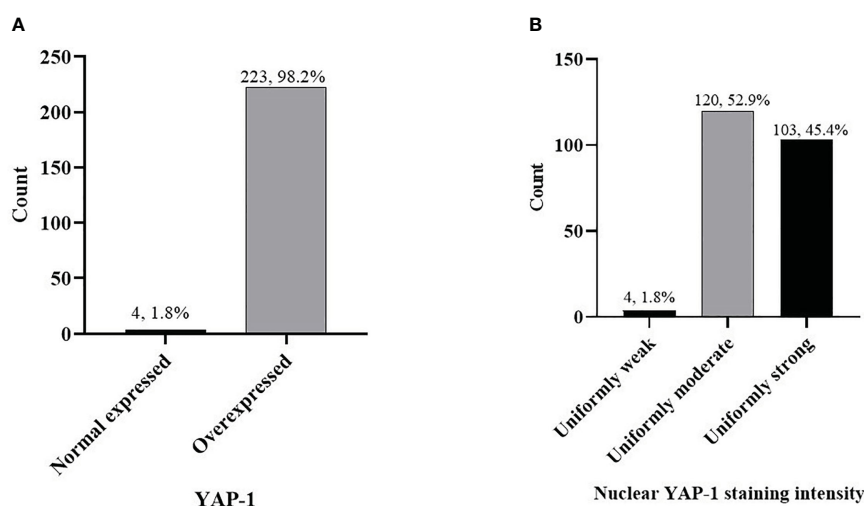 A
250
200
150
100
50
0
Count
4, 1.8%
223, 98.2%
Normal expressed
Overexpressed
YAP-1
B
150
100
50
0
Count
4, 1.8%
120, 52.9%
103, 45.4%
Uniformly weak
Uniformly moderate
Uniformly strong
Nuclear YAP-1 staining intensity